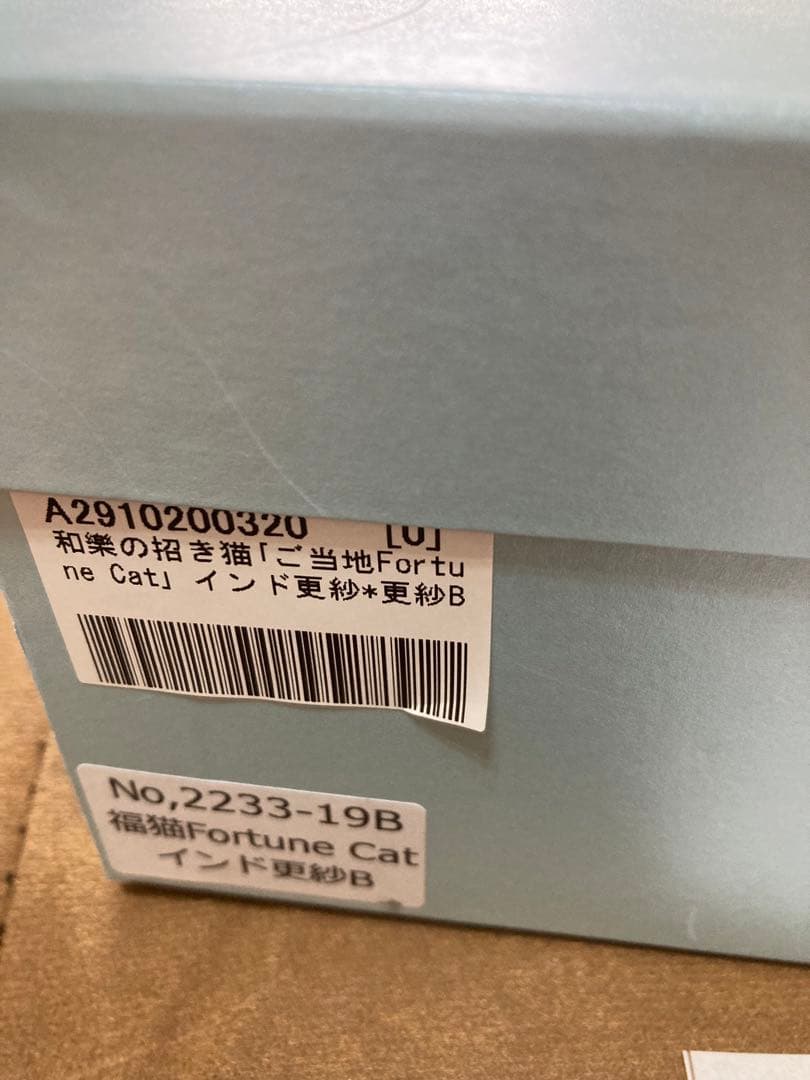 A2910200320 [U]
和樂の招き猫「ご当地Fortu
ne Cat」 インド更紗*更紗B
No,2233-19B
福猫Fortune Cat
インド更紗B